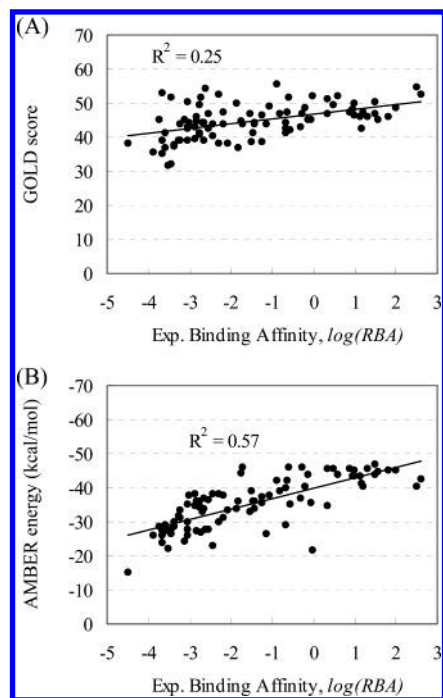 (A)
70
R² = 0.25
60
50
40
30
20
10
0
GOLD score
-5 -4 -3 -2 -1 0 1 2 3
Exp. Binding Affinity, log(RBA)
(B)
-70
R² = 0.57
-60
-50
-40
-30
-20
-10
0
AMBER energy (kcal/mol)
-5 -4 -3 -2 -1 0 1 2 3
Exp. Binding Affinity, log(RBA)